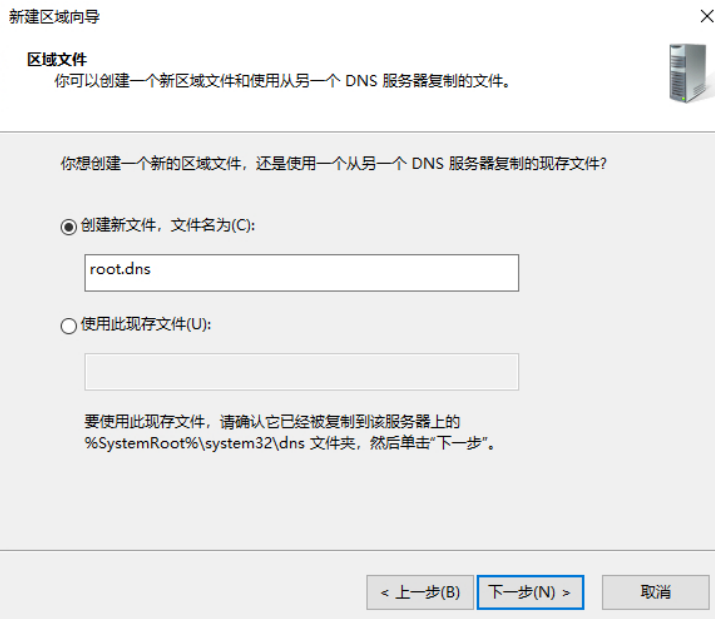 新建区域向导
区域文件
你可以创建一个新区域文件和使用从另一个 DNS 服务器复制的文件。
你想创建一个新的区域文件，还是使用一个从另一个 DNS 服务器复制的现存文件?
创建新文件，文件名为(C):
root.dns
使用此现存文件(U):
要使用此现存文件，请确认它已经被复制到该服务器上的
%SystemRoot%\system32\dns 文件夹，然后单击“下一步”。
< 上一步(B)
下一步(N) >
取消